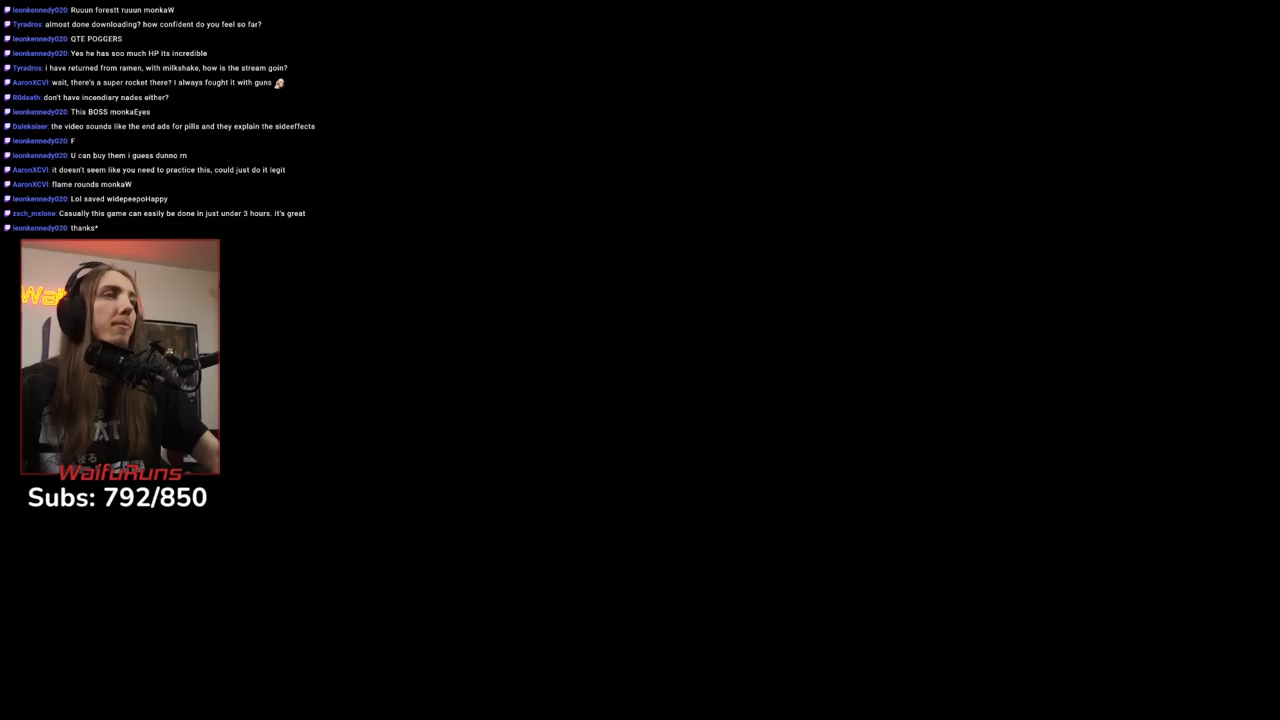 leonkennedy020: Ruuun forestt ruuun monkaW
Tyradros: almost done downloading? how confident do you feel so far?
leonkennedy020: QTE POGGERS
leonkennedy020: Yes he has soo much HP its incredible
Tyradros: i have returned from ramen, with milkshake, how is the stream goin?
AaronXCVI: wait, there's a super rocket there? I always fought it with guns
R0death: don't have incendiary nades either?
leonkennedy020: This BOSS monkaEyes
Dalekaiser: the video sounds like the end ads for pills and they explain the sideeffects
leonkennedy020: F
leonkennedy020: U can buy them i guess dunno rn
AaronXCVI: it doesn't seem like you need to practice this, could just do it legit
AaronXCVI: flame rounds monkaW
leonkennedy020: Lol saved widepeepoHappy
zxch_mxlone: Casually this game can easily be done in just under 3 hours. it's great
leonkennedy020: thanks*
Wai
WaifuRuns
Subs: 792/850